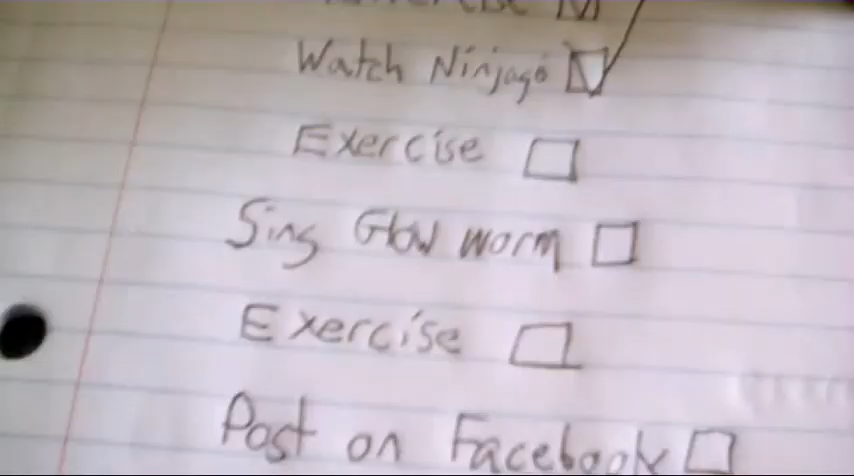 Watch Ninjago
Exercise
Sing Glow worm
Exercise
Post on Facebook